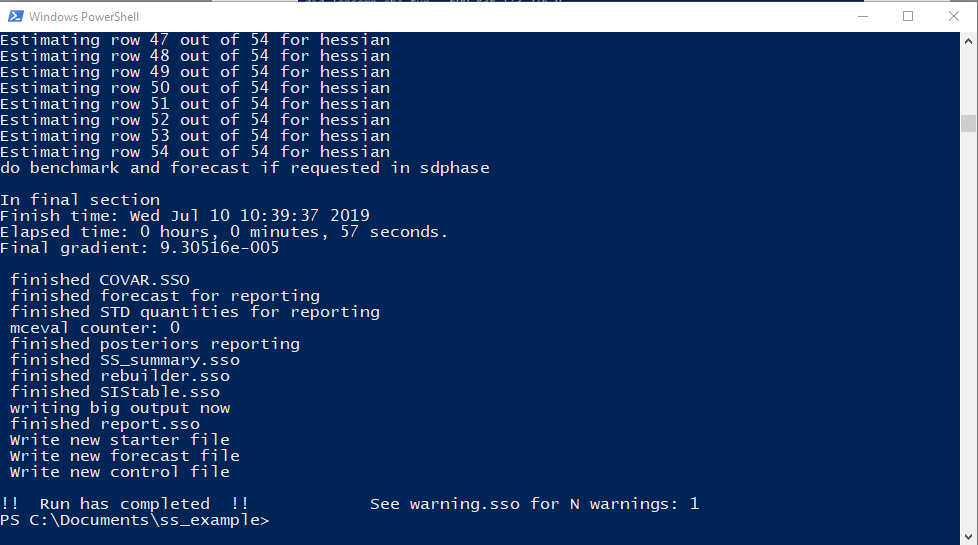 Windows PowerShell
Estimating row 47 out of 54 for hessian
Estimating row 48 out of 54 for hessian
Estimating row 49 out of 54 for hessian
Estimating row 50 out of 54 for hessian
Estimating row 51 out of 54 for hessian
Estimating row 52 out of 54 for hessian
Estimating row 53 out of 54 for hessian
Estimating row 54 out of 54 for hessian
do benchmark and forecast if requested in sdphase
In final section
Finish time: Wed Jul 10 10:39:37 2019
Elapsed time: 0 hours, 0 minutes, 57 seconds.
Final gradient: 9.30516e-005
finished COVAR.SSO
finished forecast for reporting
finished STD quantities for reporting
mceval counter: 0
finished posteriors reporting
finished SS_summary.sso
finished rebuilder.sso
finished SIStable.sso
writing big output now
finished report.sso
Write new starter file
Write new forecast file
Write new control file
!!  Run has completed  !!            See warning.sso for N warnings: 1
PS C:\Documents\ss_example>